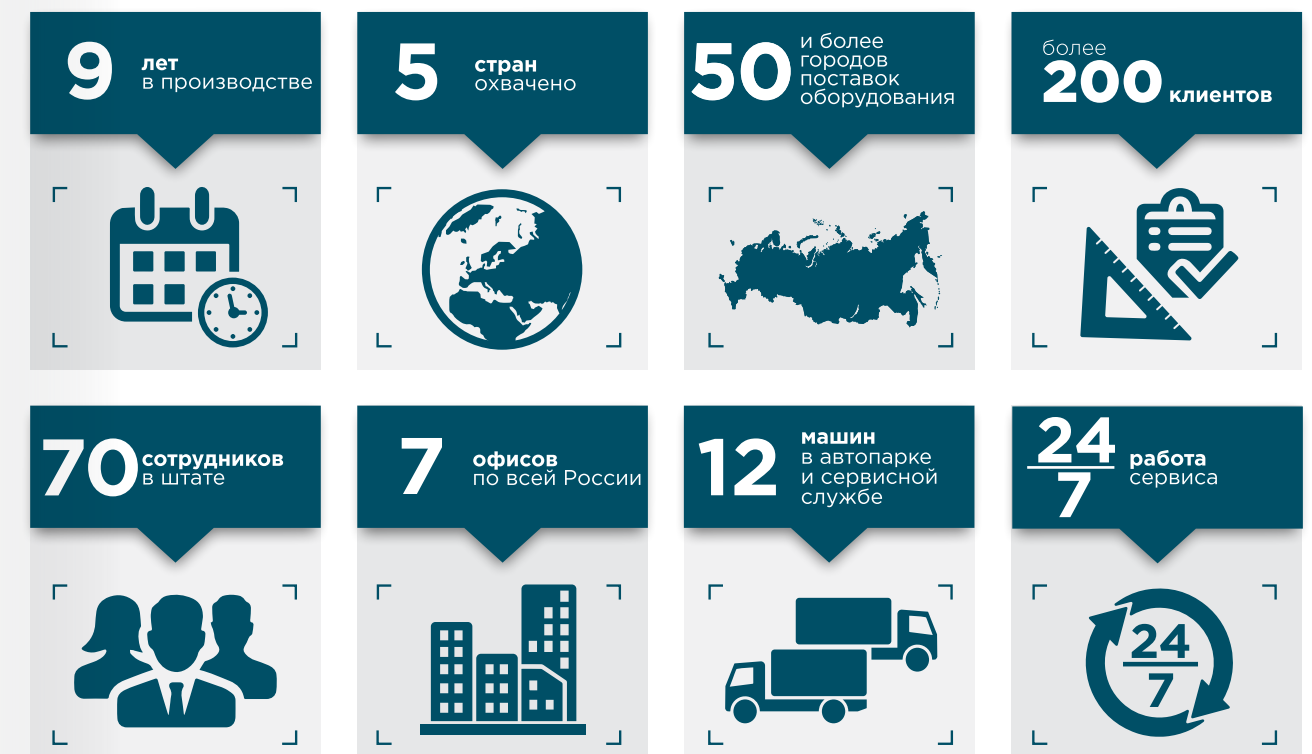 9
лет
в производстве
5
стран
охвачено
50
и более
городов
поставок
оборудования
более
200 клиентов
70
сотрудников
в штате
7
офисов
по всей России
12
машин
в автопарке
и сервисной
службе
24
7
работа
сервиса
24
7